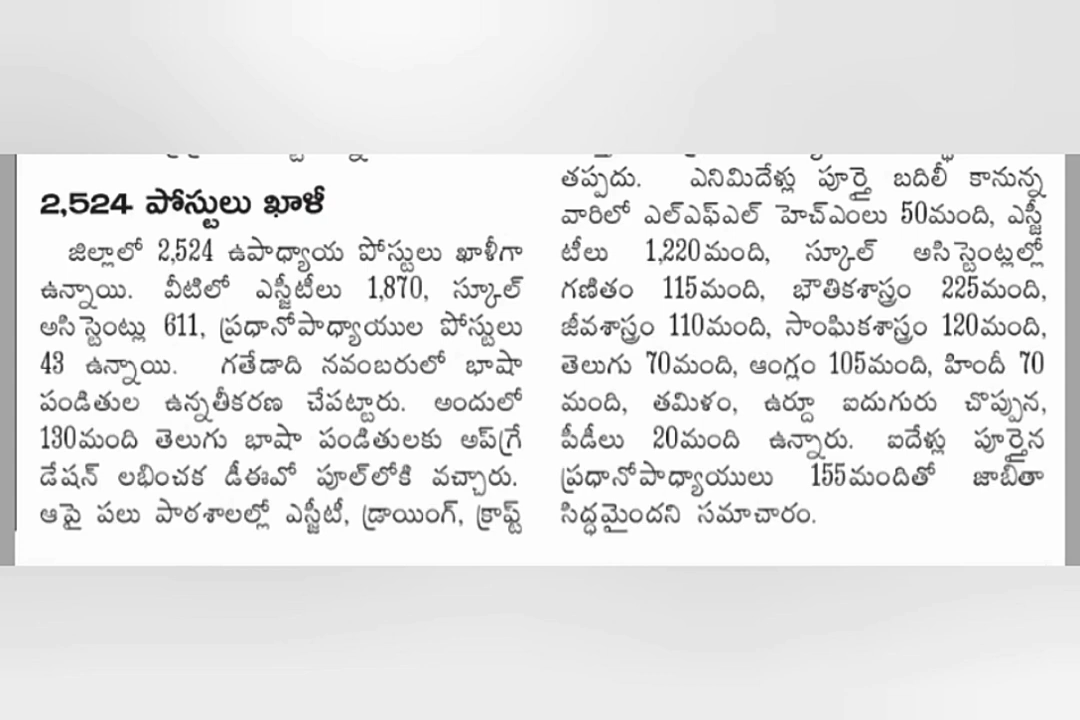 2,524 పోస్టులు ఖాళీ
జిల్లాలో 2,524 ఉపాధ్యాయ పోస్టులు ఖాళీగా
ఉన్నాయి. వీటిలో ఎస్జీటీలు 1,870, స్కూల్
అసిస్టెంట్లు 611, ప్రధానోపాధ్యాయుల పోస్టులు
43 ఉన్నాయి. గతేడాది నవంబరులో భాషా
పండితుల ఉన్నతీకరణ చేపట్టారు. అందులో
130మంది తెలుగు భాషా పండితులకు అప్‌గ్రే
డేషన్ లభించక డీఈవో పూల్‌లోకి వచ్చారు.
ఆపై పలు పాఠశాలల్లో ఎస్జీటీ, డ్రాయింగ్, క్రాఫ్ట్
తప్పదు. ఎనిమిదేళ్లు పూర్తై బదిలీ కానున్న
వారిలో ఎల్ఎఫ్ఎల్ హెచ్ఎంలు 50మంది, ఎస్జీ
టీలు 1,220మంది, స్కూల్ అసిస్టెంట్లల్లో
గణితం 115మంది, భౌతికశాస్త్రం 225మంది,
జీవశాస్త్రం 110మంది, సాంఘికశాస్త్రం 120మంది,
తెలుగు 70మంది, ఆంగ్లం 105మంది, హిందీ 70
మంది, తమిళం, ఉర్దూ ఐదుగురు చొప్పున,
పీడీలు 20మంది ఉన్నారు. ఐదేళ్లు పూర్తైన
ప్రధానోపాధ్యాయులు 155మందితో జాబితా
సిద్ధమైందని సమాచారం.